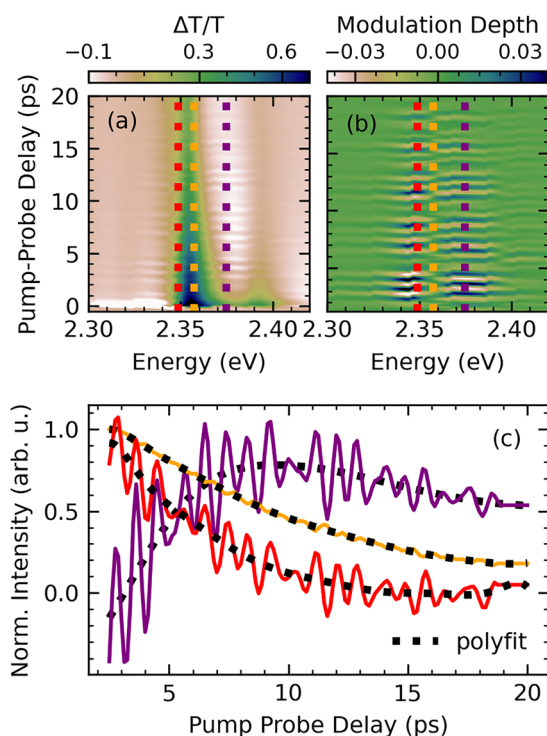 ΔT/T
Modulation Depth
−0.1 0.3 0.6
−0.03 0.00 0.03
Pump-Probe Delay (ps)
20
15
10
5
0
(a)
(b)
2.30 2.35 2.40
2.30 2.35 2.40
Energy (eV)
Energy (eV)
Norm. Intensity (arb. u.)
1.0
0.5
0.0
(c)
polyfit
5 10 15 20
Pump Probe Delay (ps)